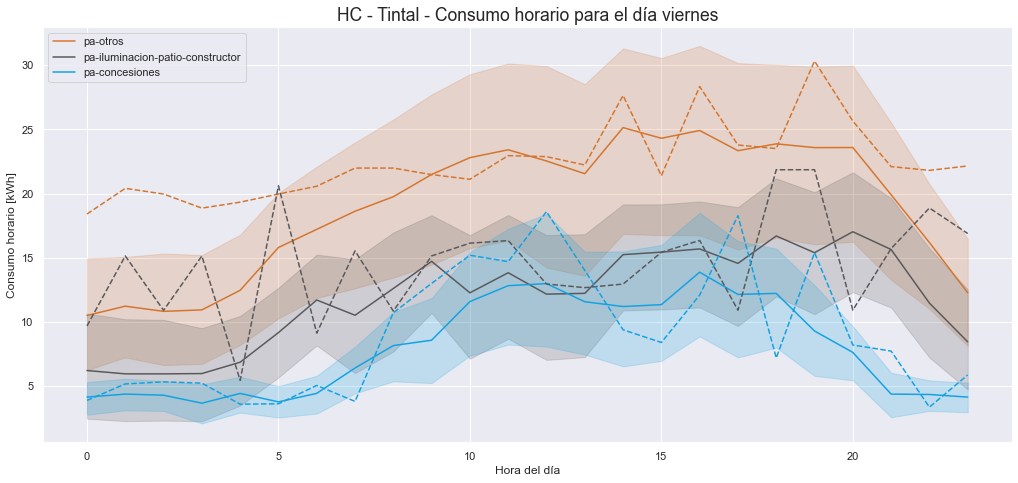 HC - Tintal - Consumo horario para el día viernes
pa-otros
pa-iluminacion-patio-constructor
pa-concesiones
Consumo horario [kWh]
30
25
20
15
10
5
0
5
10
15
20
Hora del día